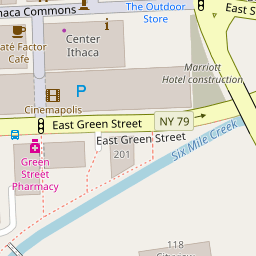 The Outdoor
Store
East S
aca Commons
Center
Ithaca
ate Factor
Cafe
Marriott
Hotel construction
P
Cinemapolis
East Green Street
NY 79
East Green Street
201
Six Mile Creek
Green
Street
Pharmacy
118